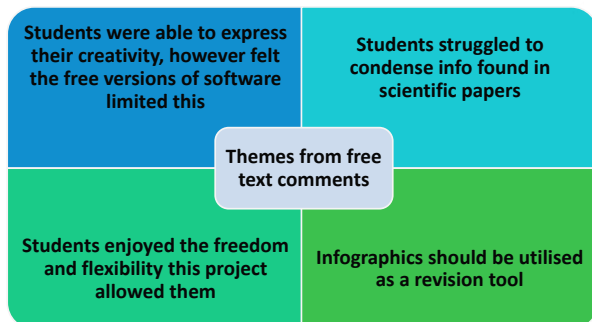 Students were able to express
their creativity, however felt
the free versions of software
limited this
Students struggled to
condense info found in
scientific papers
Themes from free
text comments
Students enjoyed the freedom
and flexibility this project
allowed them
Infographics should be utilised
as a revision tool